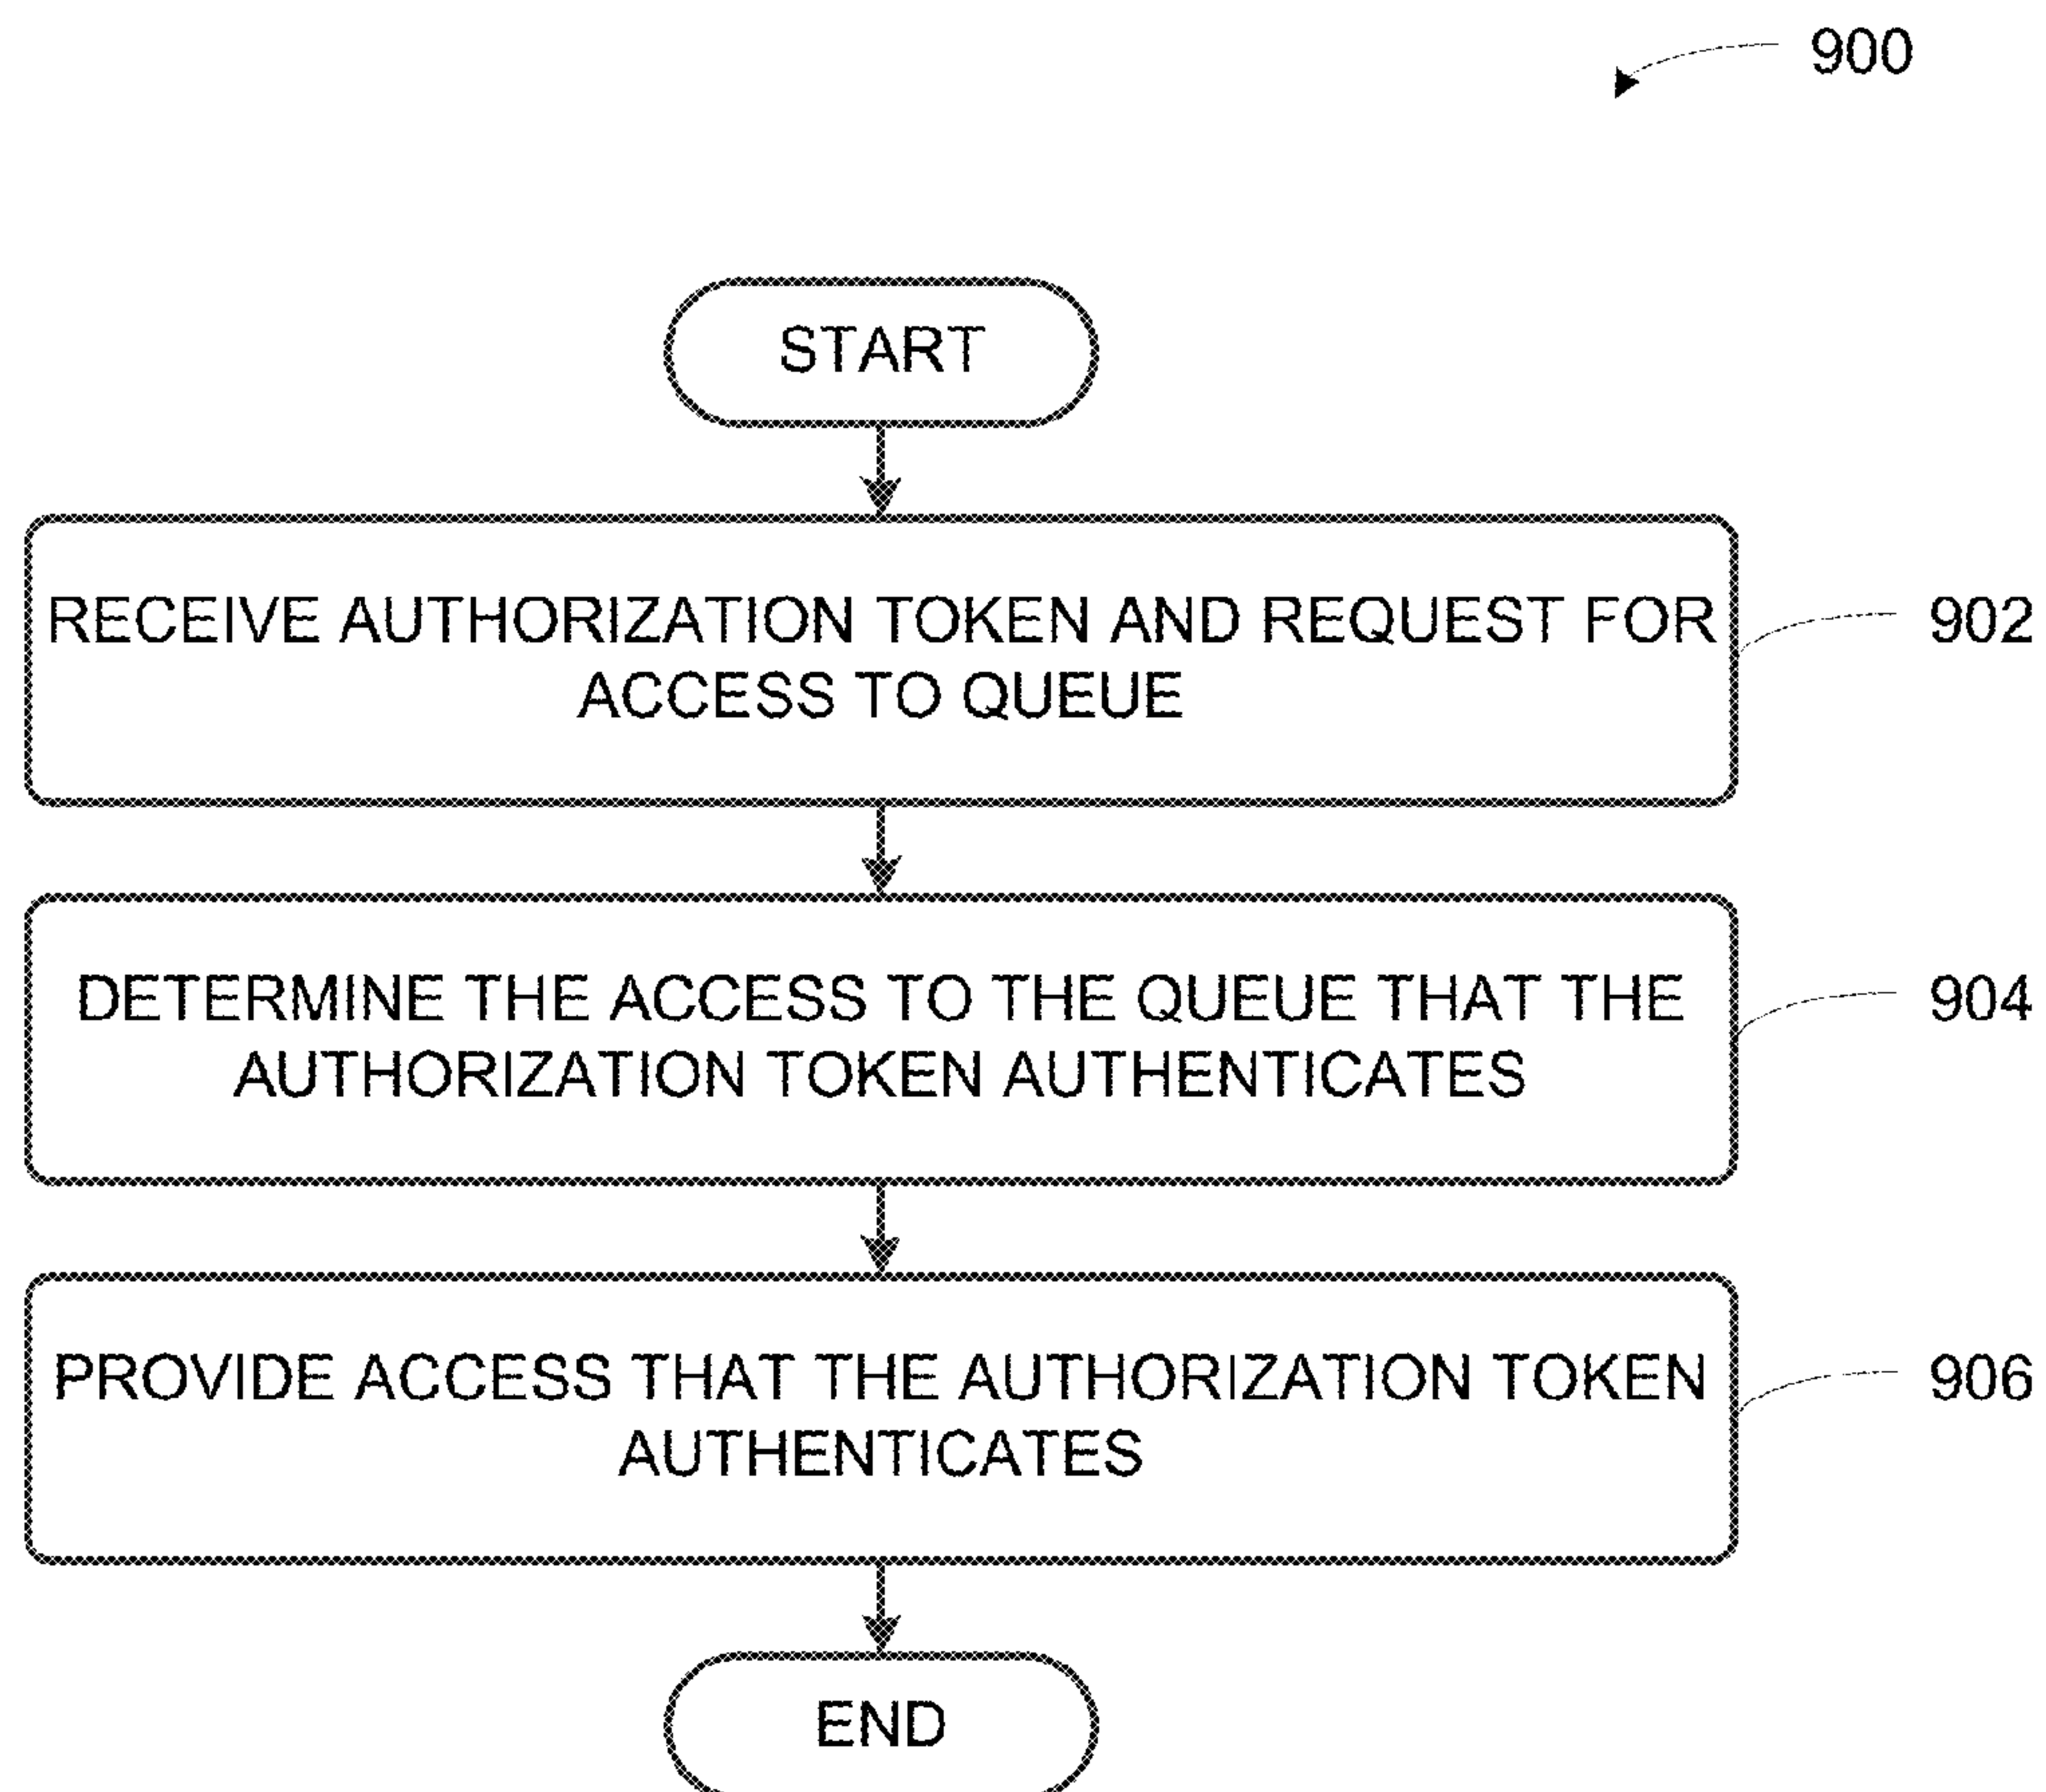 900
START
RECEIVE AUTHORIZATION TOKEN AND REQUEST FOR
ACCESS TO QUEUE
902
DETERMINE THE ACCESS TO THE QUEUE THAT THE
AUTHORIZATION TOKEN AUTHENTICATES
904
PROVIDE ACCESS THAT THE AUTHORIZATION TOKEN
AUTHENTICATES
906
END